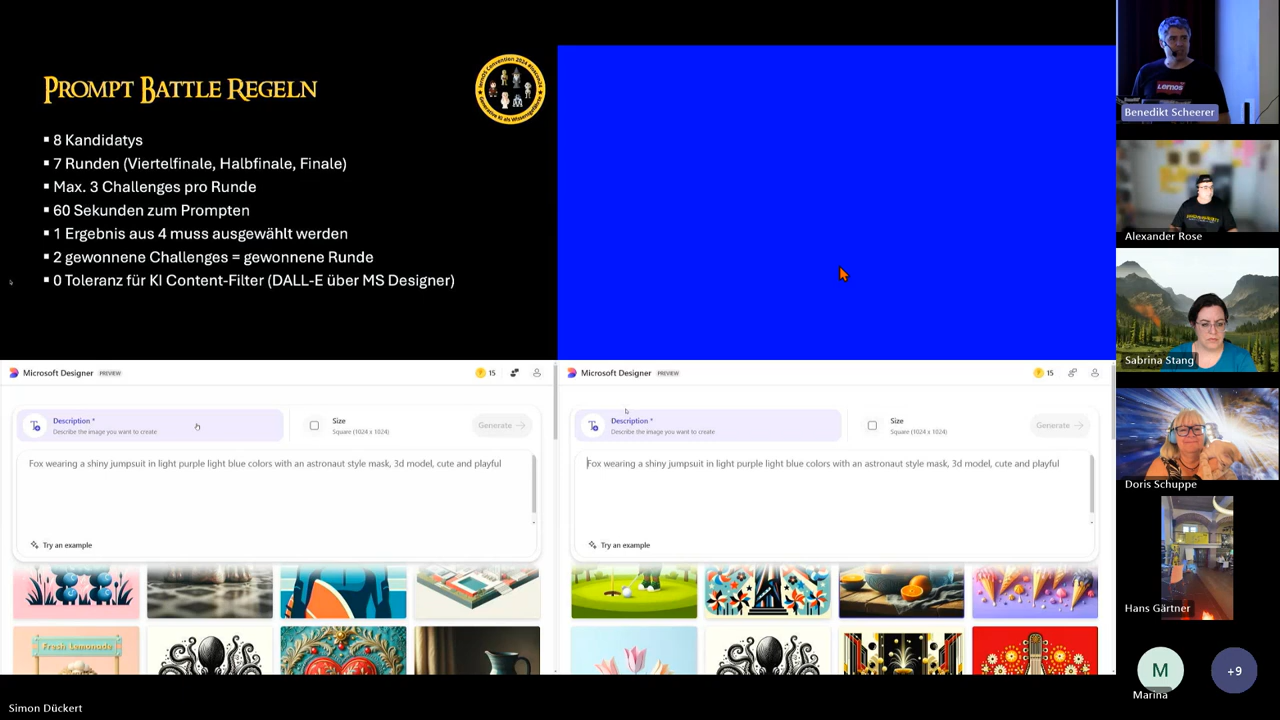 PROMPT BATTLE REGELN
▪ 8 Kandidatys
▪ 7 Runden (Viertelfinale, Halbfinale, Finale)
▪ Max. 3 Challenges pro Runde
▪ 60 Sekunden zum Prompten
▪ 1 Ergebnis aus 4 muss ausgewählt werden
▪ 2 gewonnene Challenges = gewonnene Runde
▪ 0 Toleranz für KI Content-Filter (DALL-E über MS Designer)
Microsoft Designer PREVIEW
15
Description *
Describe the image you want to create
Size
Square (1024 x 1024)
Generate
Fox wearing a shiny jumpsuit in light purple light blue colors with an astronaut style mask, 3d model, cute and playful
Try an example
Fresh Lemonade
Microsoft Designer PREVIEW
15
Description *
Describe the image you want to create
Size
Square (1024 x 1024)
Generate
Fox wearing a shiny jumpsuit in light purple light blue colors with an astronaut style mask, 3d model, cute and playful
Try an example
Lernos
Benedikt Scheerer
Alexander Rose
Sabrina Stang
Doris Schuppe
Hans Gärtner
M
Marina
+9
Simon Dückert